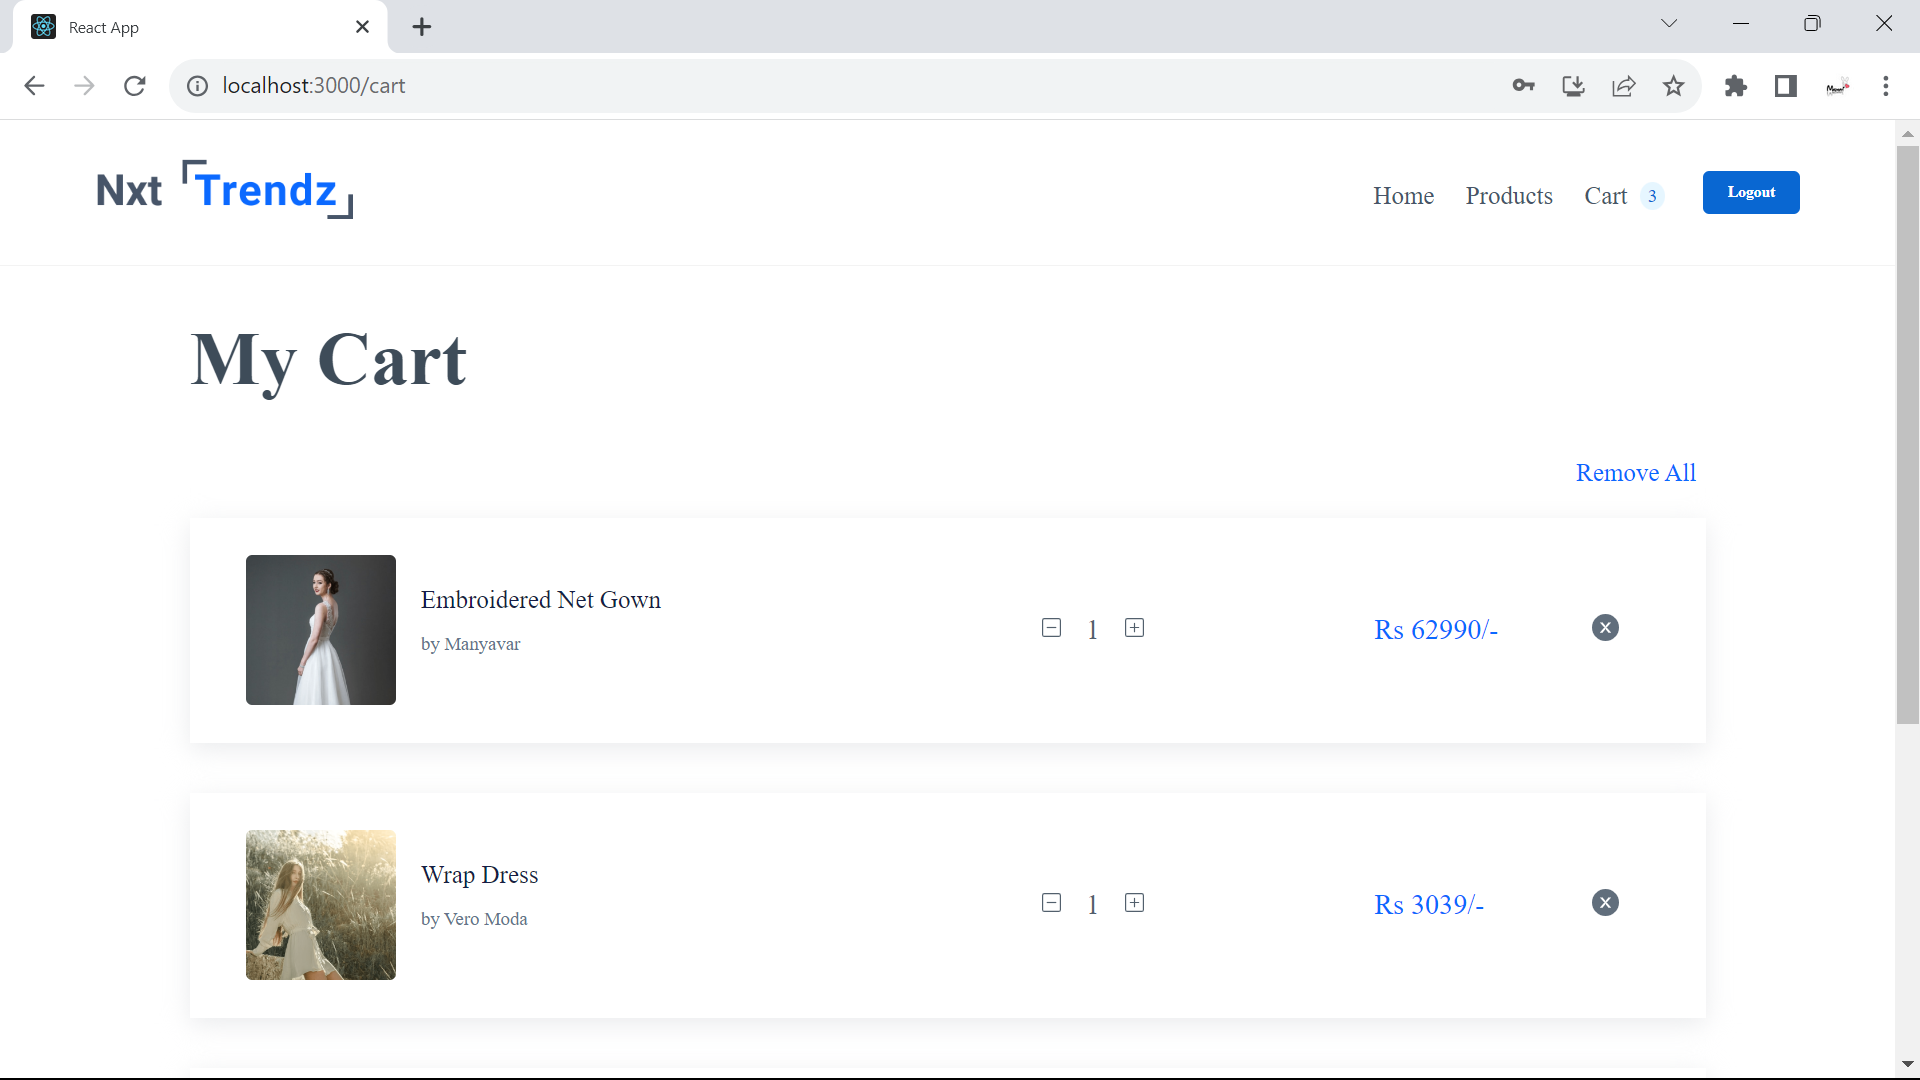 React App
localhost:3000/cart
Nxt Trendz
Home Products Cart 3 Logout
My Cart
Remove All
Embroidered Net Gown
by Manyavar
1
Rs 62990/-
Wrap Dress
by Vero Moda
1
Rs 3039/-